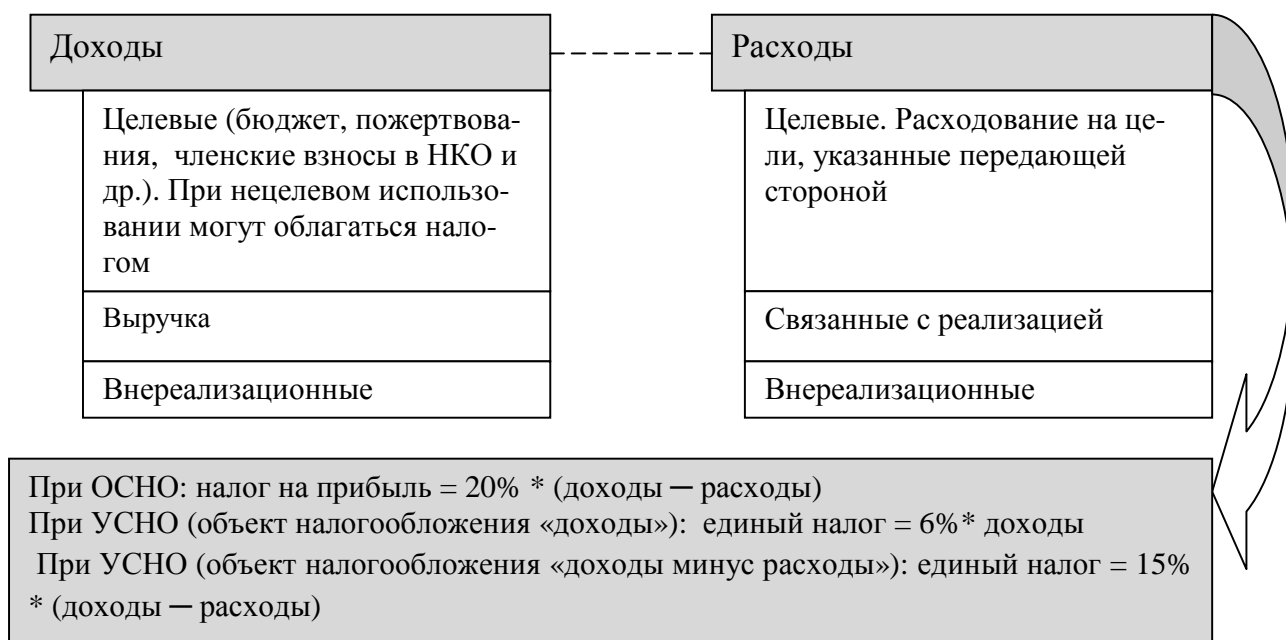 Доходы
Расходы
Целевые (бюджет, пожертвова-
ния, членские взносы в НКО и
др.). При нецелевом использо-
вании могут облагаться нало-
гом
Целевые. Расходование на це-
ли, указанные передающей
стороной
Выручка
Связанные с реализацией
Внереализационные
Внереализационные
При ОСНО: налог на прибыль = 20% * (доходы — расходы)
При УСНО (объект налогообложения «доходы»): единый налог = 6%* доходы
При УСНО (объект налогообложения «доходы минус расходы»): единый налог = 15%
* (доходы — расходы)